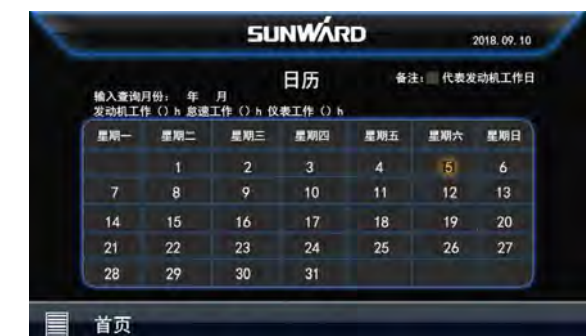 SUNWARD
2018. 09. 10
日历
备注： 代表发动机工作日
输入查询月份： 年 月
发动机工作（）h 怠速工作（）h 仪表工作（）h
星期一 星期二 星期三 星期四 星期五 星期六 星期日
1 2 3 4 5 6
7 8 9 10 11 12 13
14 15 16 17 18 19 20
21 22 23 24 25 26 27
28 29 30 31
首页